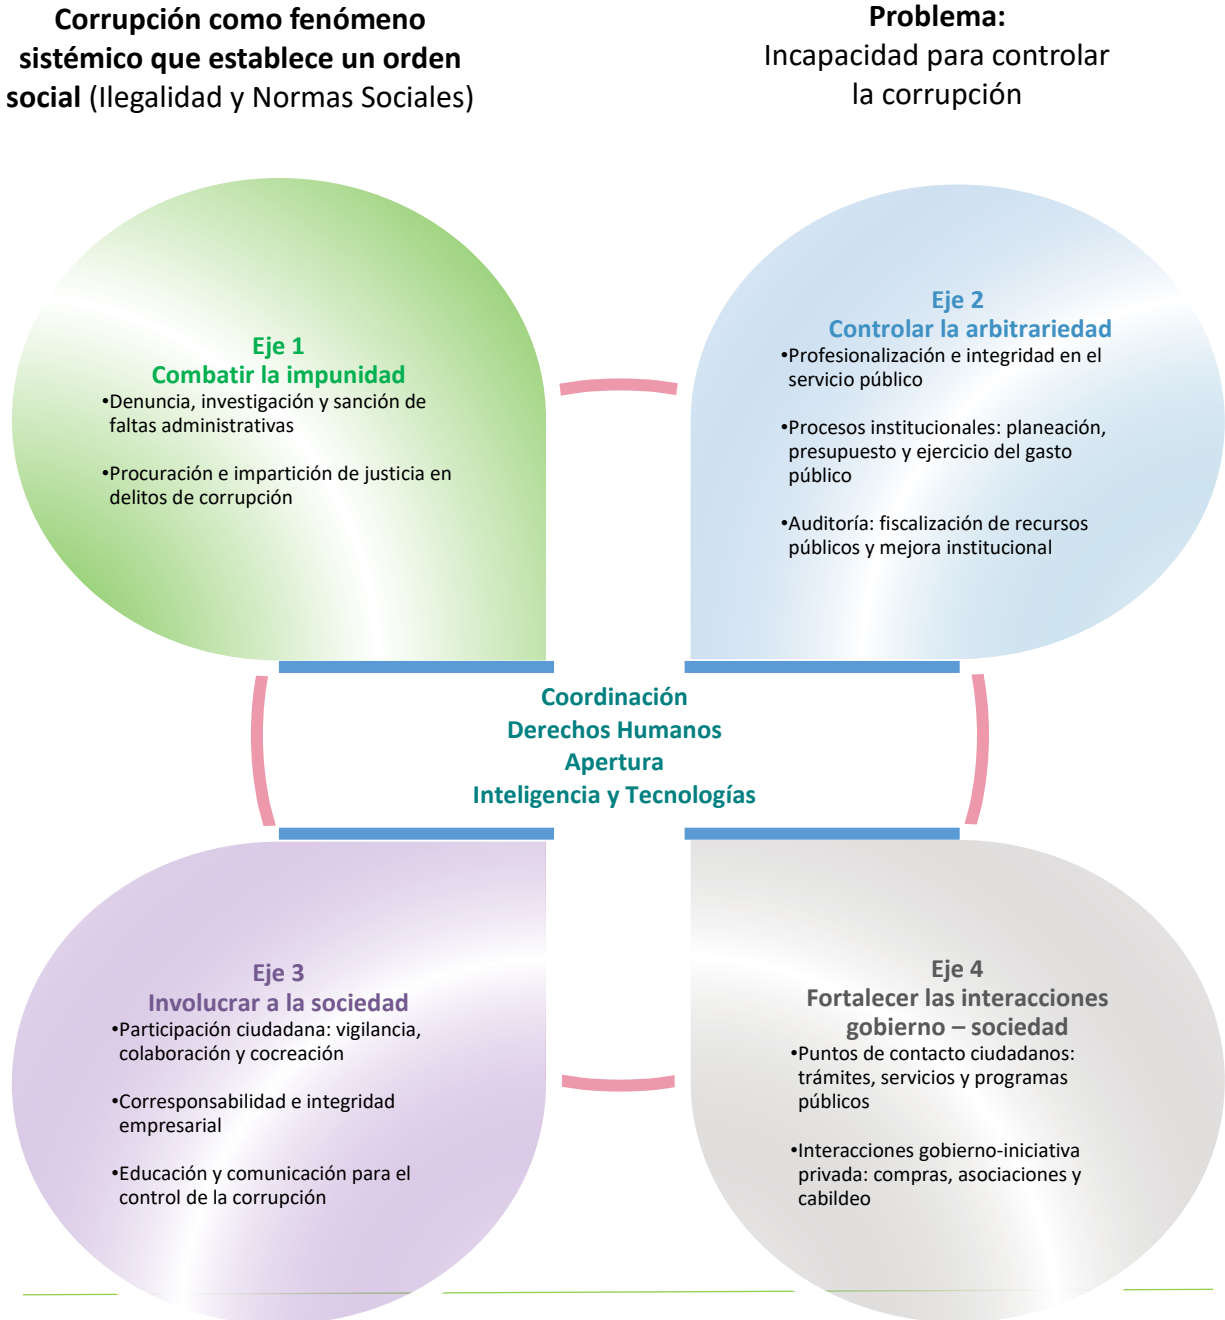 Corrupción como fenómeno
sistémico que establece un orden
social (Ilegalidad y Normas Sociales)
Problema:
Incapacidad para controlar
la corrupción
Eje 1
Combatir la impunidad
•Denuncia, investigación y sanción de
faltas administrativas
•Procuración e impartición de justicia en
delitos de corrupción
Eje 2
Controlar la arbitrariedad
•Profesionalización e integridad en el
servicio público
•Procesos institucionales: planeación,
presupuesto y ejercicio del gasto
público
•Auditoría: fiscalización de recursos
públicos y mejora institucional
Coordinación
Derechos Humanos
Apertura
Inteligencia y Tecnologías
Eje 3
Involucrar a la sociedad
•Participación ciudadana: vigilancia,
colaboración y cocreación
•Corresponsabilidad e integridad
empresarial
•Educación y comunicación para el
control de la corrupción
Eje 4
Fortalecer las interacciones
gobierno – sociedad
•Puntos de contacto ciudadanos:
trámites, servicios y programas
públicos
•Interacciones gobierno-iniciativa
privada: compras, asociaciones y
cabildeo